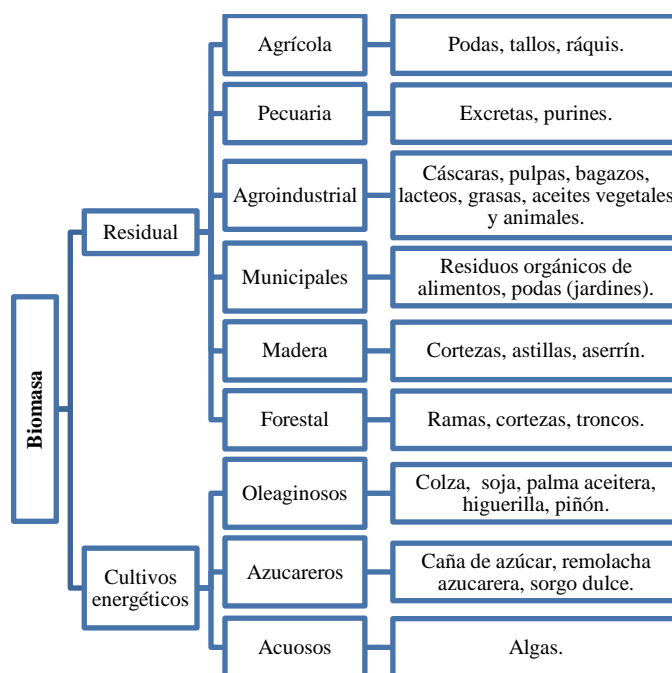 Biomasa
Residual
Agrícola
Podas, tallos, ráquis.
Pecuaria
Excretas, purines.
Agroindustrial
Cáscaras, pulpas, bagazos,
lacteos, grasas, aceites vegetales
y animales.
Municipales
Residuos orgánicos de
alimentos, podas (jardines).
Madera
Cortezas, astillas, aserrín.
Forestal
Ramas, cortezas, troncos.
Cultivos
energéticos
Oleaginosos
Colza, soja, palma aceitera,
higuerilla, piñón.
Azucareros
Caña de azúcar, remolacha
azucarera, sorgo dulce.
Acuosos
Algas.